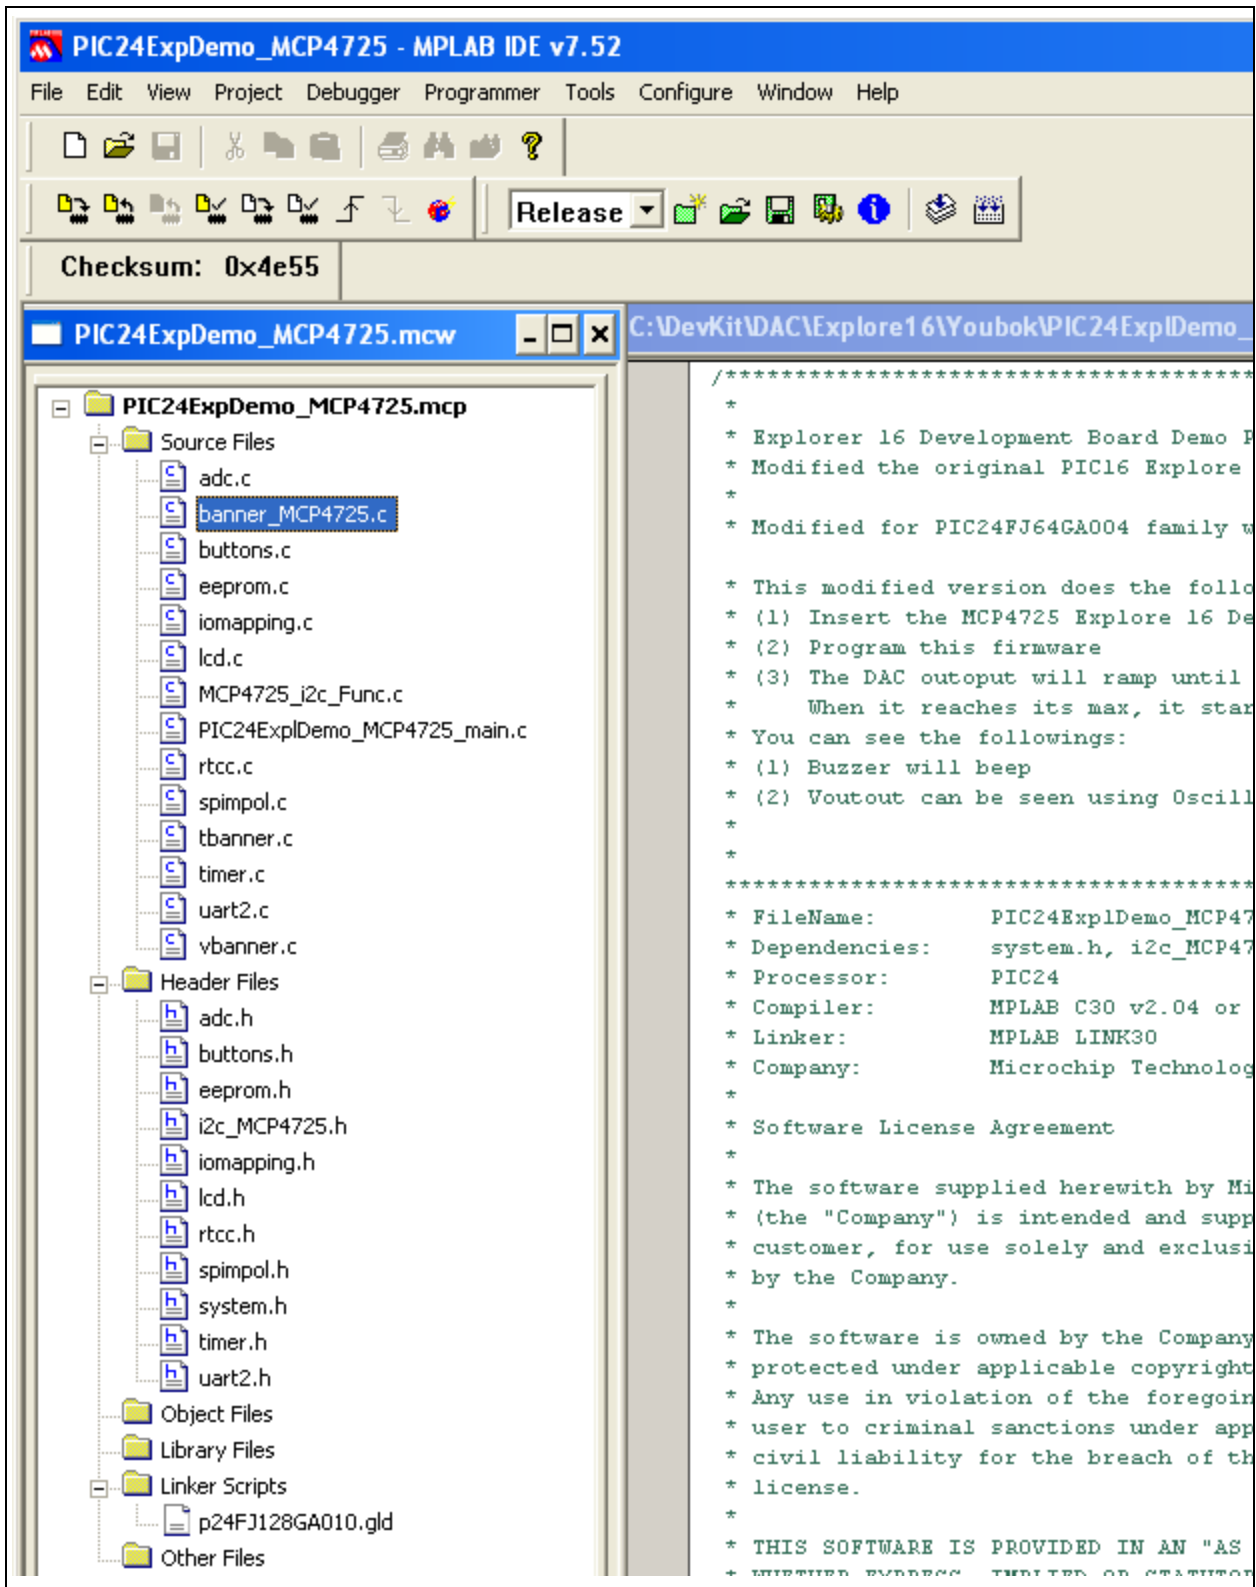 PIC24ExpDemo_MCP4725 - MPLAB IDE v7.52
File Edit View Project Debugger Programmer Tools Configure Window Help
Release
Checksum: 0x4e55
PIC24ExpDemo_MCP4725.mcw
PIC24ExpDemo_MCP4725.mcp
Source Files
adc.c
banner_MCP4725.c
buttons.c
eeprom.c
iomapping.c
lcd.c
MCP4725_i2c_Func.c
PIC24ExplDemo_MCP4725_main.c
rtcc.c
spimpol.c
tbanner.c
timer.c
uart2.c
vbanner.c
Header Files
adc.h
buttons.h
eeprom.h
i2c_MCP4725.h
iomapping.h
lcd.h
rtcc.h
spimpol.h
system.h
timer.h
uart2.h
Object Files
Library Files
Linker Scripts
p24FJ128GA010.gld
Other Files
C:\DevKit\DAC\Explore16\Youbok\PIC24ExplDemo_
/**************************************
*
* Explorer 16 Development Board Demo P
* Modified the original PIC16 Explore
*
* Modified for PIC24FJ64GA004 family w
* This modified version does the follo
* (1) Insert the MCP4725 Explore 16 De
* (2) Program this firmware
* (3) The DAC outoput will ramp until
* When it reaches its max, it star
* You can see the followings:
* (1) Buzzer will beep
* (2) Voutout can be seen using Oscill
*
*
**************************************
* FileName: PIC24ExplDemo_MCP47
* Dependencies: system.h, i2c_MCP47
* Processor: PIC24
* Compiler: MPLAB C30 v2.04 or
* Linker: MPLAB LINK30
* Company: Microchip Technolog
*
* Software License Agreement
*
* The software supplied herewith by Mi
* (the "Company") is intended and supp
* customer, for use solely and exclusi
* by the Company.
*
* The software is owned by the Company
* protected under applicable copyright
* Any use in violation of the foregoin
* user to criminal sanctions under app
* civil liability for the breach of th
* license.
*
* THIS SOFTWARE IS PROVIDED IN AN "AS
* WHETHER EXPRESS, IMPLIED OR STATUTOR